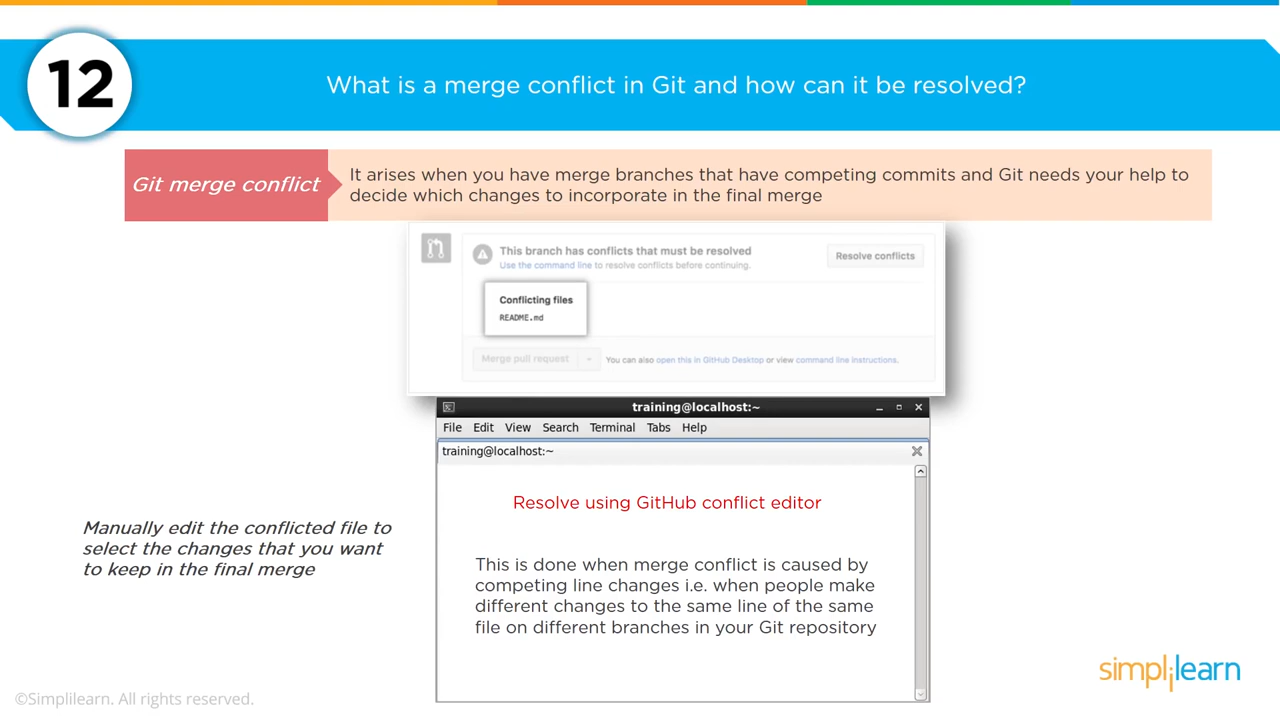 12
What is a merge conflict in Git and how can it be resolved?
Git merge conflict
It arises when you have merge branches that have competing commits and Git needs your help to
decide which changes to incorporate in the final merge
This branch has conflicts that must be resolved
Use the command line to resolve conflicts before continuing.
Resolve conflicts
Conflicting files
README.md
Merge pull request
You can also open this in GitHub Desktop or view command line instructions.
training@localhost:~
File Edit View Search Terminal Tabs Help
training@localhost:~
Resolve using GitHub conflict editor
Manually edit the conflicted file to
select the changes that you want
to keep in the final merge
This is done when merge conflict is caused by
competing line changes i.e. when people make
different changes to the same line of the same
file on different branches in your Git repository
simplilearn
©Simplilearn. All rights reserved.